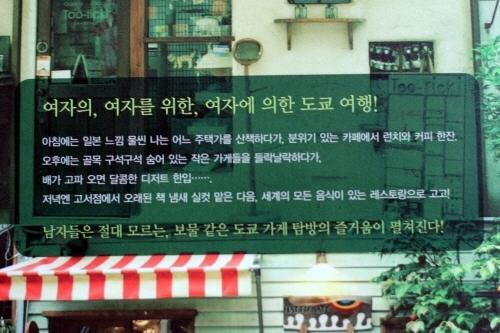 Too-Ticki
Too-Ticki
여자의, 여자를 위한, 여자에 의한 도쿄 여행!
아침에는 일본 느낌 물씬 나는 어느 주택가를 산책하다가, 분위기 있는 카페에서 런치와 커피 한잔.
오후에는 골목 구석구석 숨어 있는 작은 가게들을 들락날락하다가,
배가 고파 오면 달콤한 디저트 한입……
저녁엔 고서점에서 오래된 책 냄새 실컷 맡은 다음, 세계의 모든 음식이 있는 레스토랑으로 고고!
남자들은 절대 모르는, 보물 같은 도쿄 가게 탐방의 즐거움이 펼쳐진다!